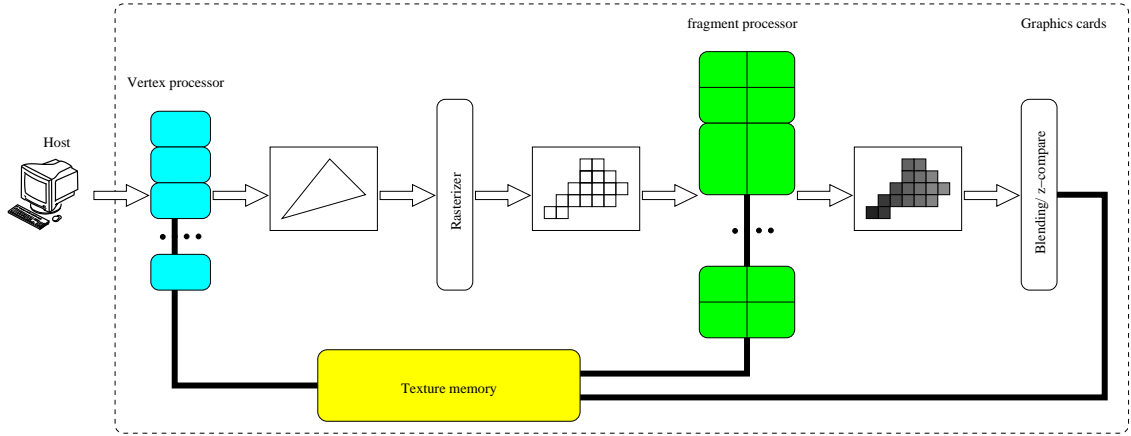 fragment processor
Graphics cards
Vertex processor
Host
Rasterizer
Blending/ z-compare
Texture memory